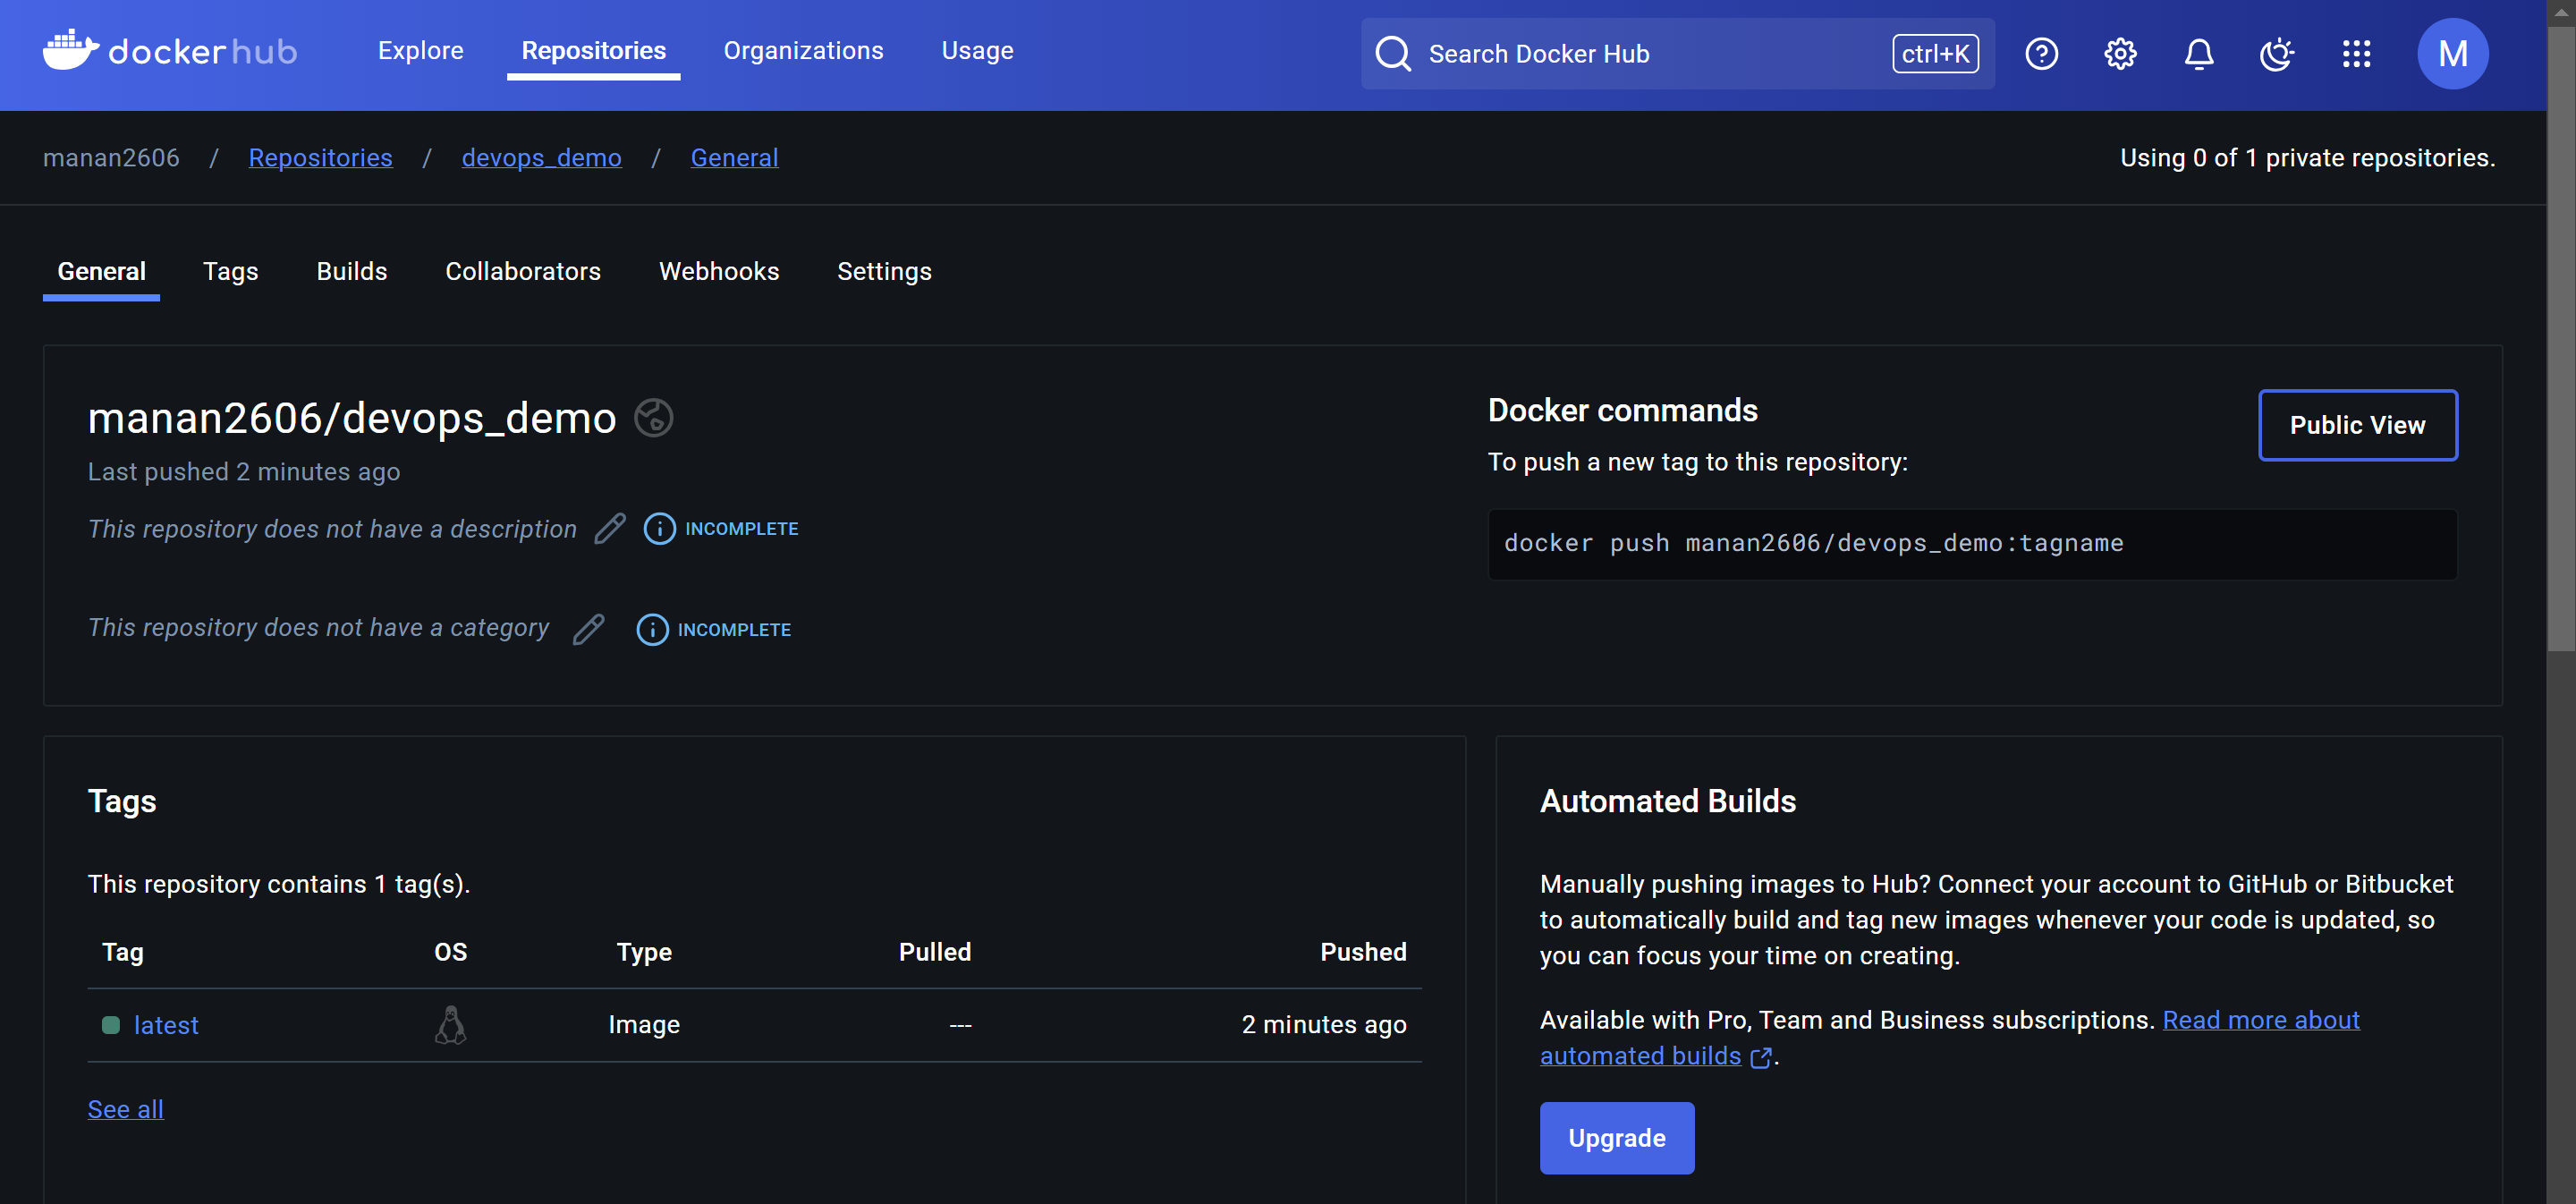 dockerhub Explore Repositories Organizations Usage Search Docker Hub ctrl+K M
manan2606 / Repositories / devops_demo / General Using 0 of 1 private repositories.
General Tags Builds Collaborators Webhooks Settings
manan2606/devops_demo
Last pushed 2 minutes ago
This repository does not have a description INCOMPLETE
This repository does not have a category INCOMPLETE
Docker commands
Public View
To push a new tag to this repository:
docker push manan2606/devops_demo:tagname
Tags
This repository contains 1 tag(s).
Tag OS Type Pulled Pushed
latest Image --- 2 minutes ago
See all
Automated Builds
Manually pushing images to Hub? Connect your account to GitHub or Bitbucket
to automatically build and tag new images whenever your code is updated, so
you can focus your time on creating.
Available with Pro, Team and Business subscriptions. Read more about
automated builds.
Upgrade